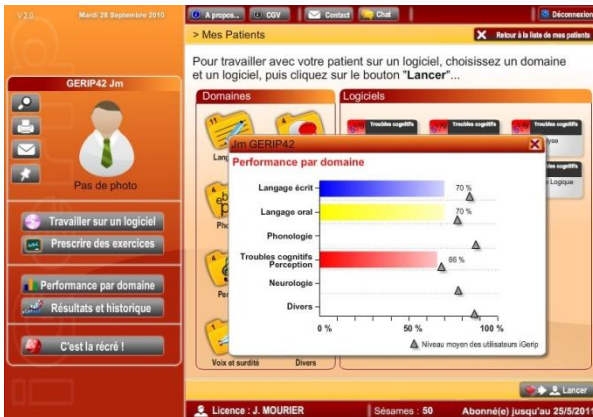 V 2.0
Mardi 28 Septembre 2010
A propos...
CGV
Contact
Chat
Déconnexion
> Mes Patients
Retour à la liste de mes patients
Pour travailler avec votre patient sur un logiciel, choisissez un domaine
et un logiciel, puis cliquez sur le bouton "Lancer"...
GERIP42 Jm
Pas de photo
Travailler sur un logiciel
Prescrire des exercices
Performance par domaine
Résultats et historique
C'est la récré !
Domaines
Logiciels
11
4
Troubles cognitifs
Troubles cognitifs
Troubles cognitifs
Lang
lyse
Logique
Jm GERIP42
Performance par domaine
Langage écrit
70 %
Langage oral
70 %
Phonologie
Troubles cognitifs
Perception
66 %
Neurologie
Divers
0 %
50 %
100 %
Niveau moyen des utilisateurs iGerip
Voix et surdité
Divers
Lancer
Licence : J. MOURIER
Sésames : 50
Abonné(e) jusqu'au 25/5/2011